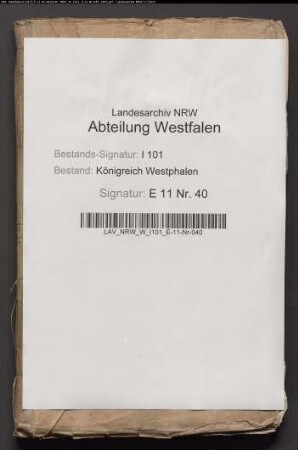 Landesarchiv NRW
Abteilung Westfalen
Bestands-Signatur: I 101
Bestand: Königreich Westphalen
Signatur: E 11 Nr. 40
LAV_NRW_W_I101_E-11-Nr-040